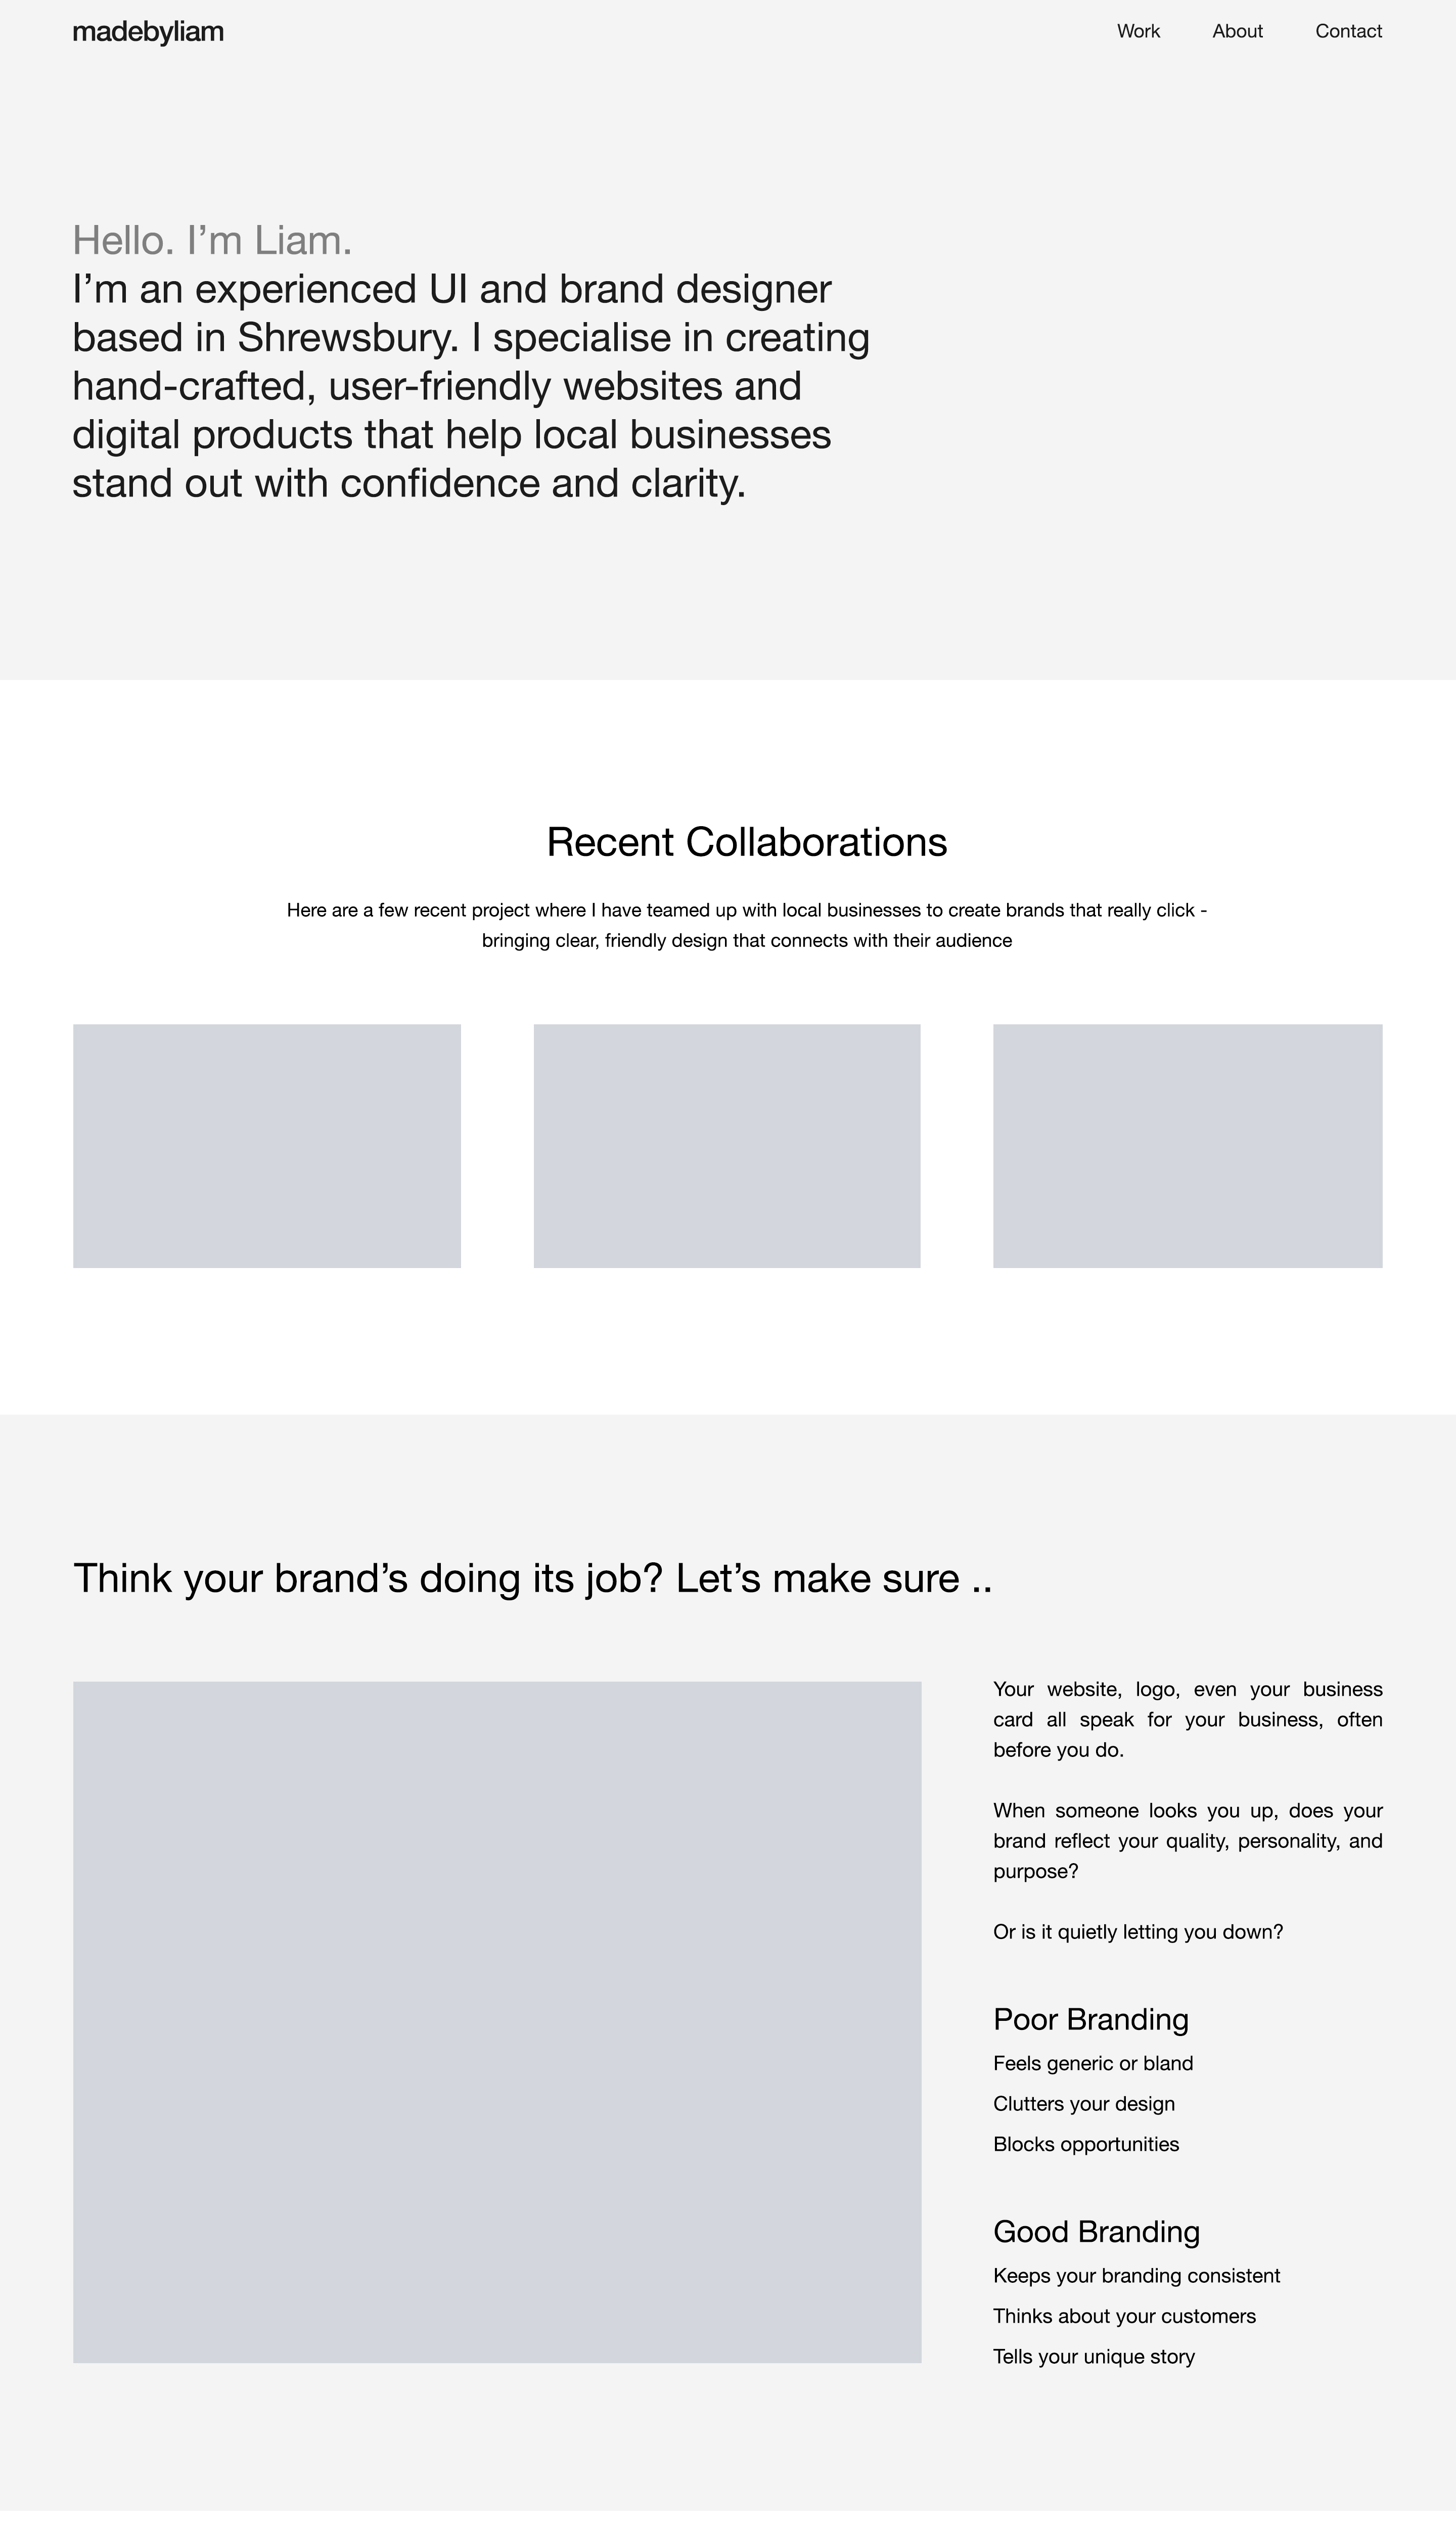 madebyliam
Work
About
Contact
Hello. I’m Liam.
I’m an experienced UI and brand designer
based in Shrewsbury. I specialise in creating
hand-crafted, user-friendly websites and
digital products that help local businesses
stand out with confidence and clarity.
Recent Collaborations
Here are a few recent project where I have teamed up with local businesses to create brands that really click -
bringing clear, friendly design that connects with their audience
Think your brand’s doing its job? Let’s make sure ..
Your website, logo, even your business
card all speak for your business, often
before you do.
When someone looks you up, does your
brand reflect your quality, personality, and
purpose?
Or is it quietly letting you down?
Poor Branding
Feels generic or bland
Clutters your design
Blocks opportunities
Good Branding
Keeps your branding consistent
Thinks about your customers
Tells your unique story